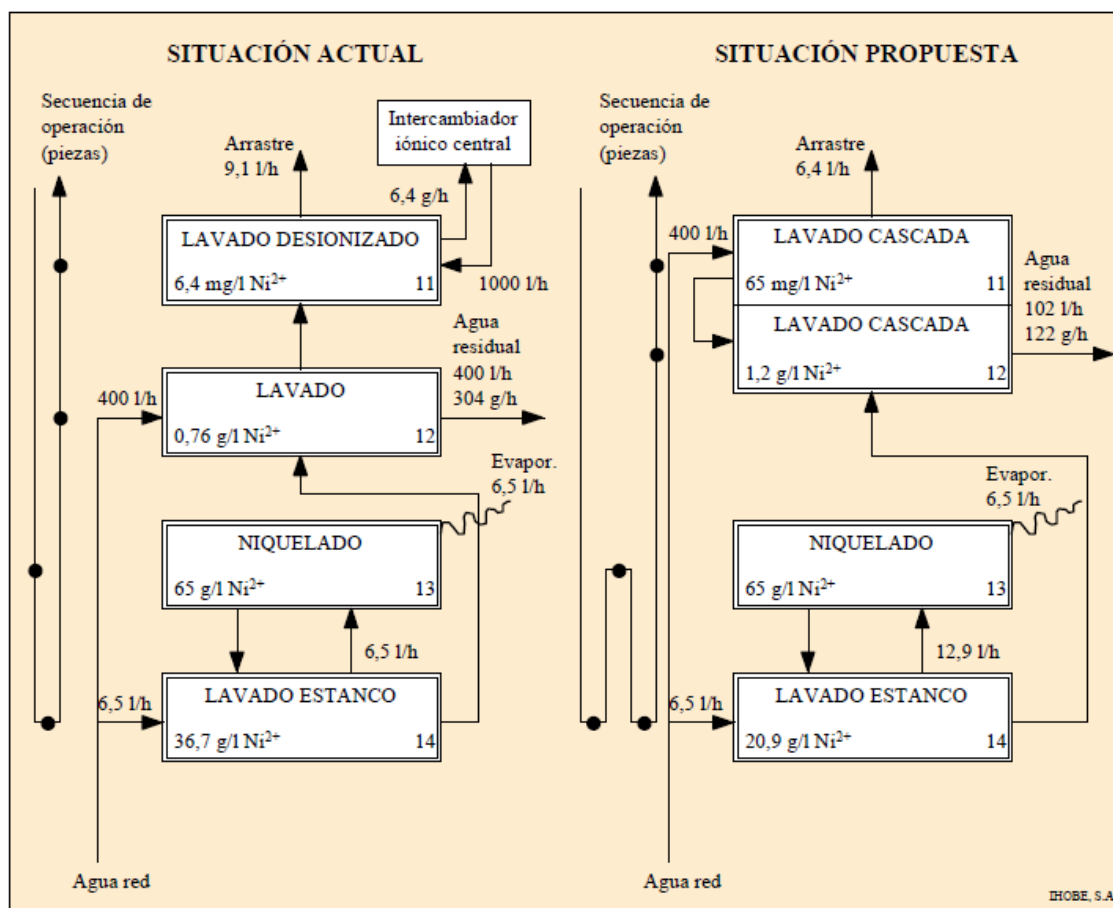 SITUACIÓN ACTUAL
Secuencia de
operación
(piezas)
Arrastre
9,1 l/h
Intercambiador
iónico central
6,4 g/h
LAVADO DESIONIZADO
6,4 mg/l Ni²⁺ 11
1000 l/h
Agua
residual
400 l/h
304 g/h
400 l/h
LAVADO
0,76 g/l Ni²⁺ 12
Evapor.
6,5 l/h
NIQUELADO
65 g/l Ni²⁺ 13
6,5 l/h
6,5 l/h
LAVADO ESTANCO
36,7 g/l Ni²⁺ 14
Agua red
SITUACIÓN PROPUESTA
Secuencia de
operación
(piezas)
Arrastre
6,4 l/h
400 l/h
LAVADO CASCADA
65 mg/l Ni²⁺ 11
LAVADO CASCADA
1,2 g/l Ni²⁺ 12
Agua
residual
102 l/h
122 g/h
Evapor.
6,5 l/h
NIQUELADO
65 g/l Ni²⁺ 13
12,9 l/h
6,5 l/h
LAVADO ESTANCO
20,9 g/l Ni²⁺ 14
Agua red
IHOBE, S.A